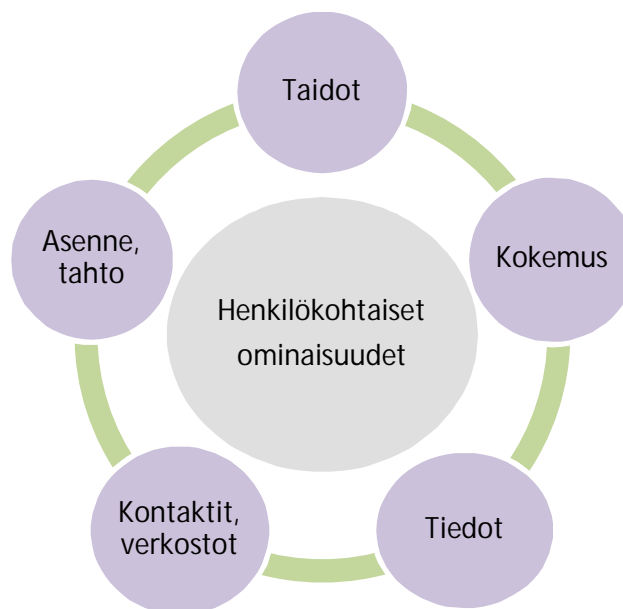 Taidot
Asenne,
tahto
Kokemus
Henkilökohtaiset
ominaisuudet
Kontaktit,
verkostot
Tiedot